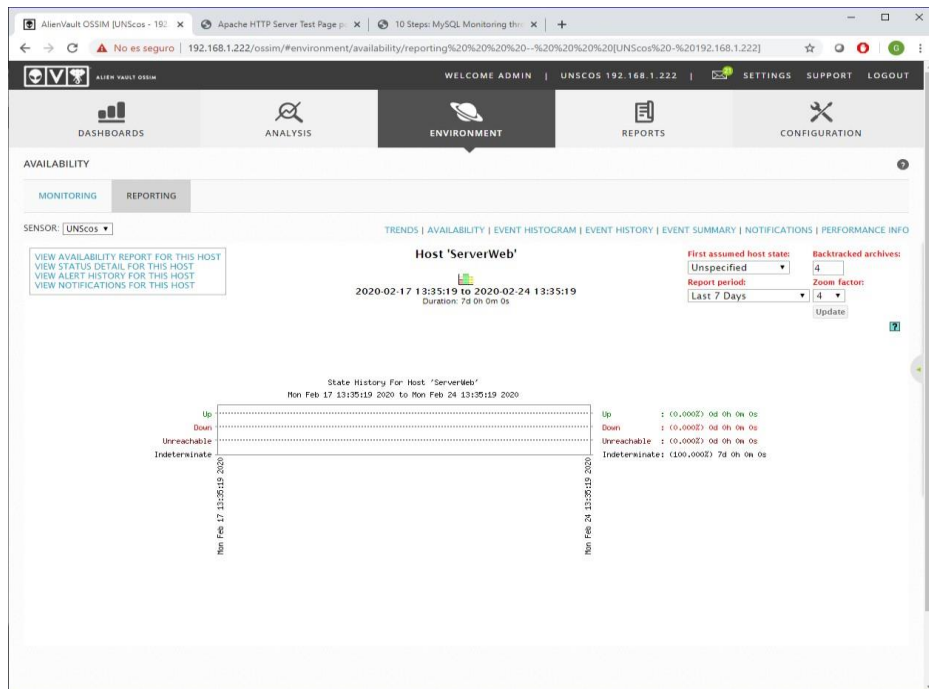 AlienVault OSSIM [UNScos - 192
Apache HTTP Server Test Page p
10 Steps: MySQL Monitoring thr
No es seguro | 192.168.1.222/ossim/#environment/availability/reporting%20%20%20%20--%20%20%20%20[UNScos%20-%20192.168.1.222]
G
ALIEN VAULT OSSIM
WELCOME ADMIN | UNSCOS 192.168.1.222 | SETTINGS SUPPORT LOGOUT
DASHBOARDS
ANALYSIS
ENVIRONMENT
REPORTS
CONFIGURATION
AVAILABILITY
MONITORING
REPORTING
SENSOR: UNScos
TRENDS | AVAILABILITY | EVENT HISTOGRAM | EVENT HISTORY | EVENT SUMMARY | NOTIFICATIONS | PERFORMANCE INFO
VIEW AVAILABILITY REPORT FOR THIS HOST
VIEW STATUS DETAIL FOR THIS HOST
VIEW ALERT HISTORY FOR THIS HOST
VIEW NOTIFICATIONS FOR THIS HOST
Host 'ServerWeb'
2020-02-17 13:35:19 to 2020-02-24 13:35:19
Duration: 7d 0h 0m 0s
First assumed host state:
Unspecified
Backtracked archives:
4
Report period:
Last 7 Days
Zoom factor:
4
Update
?
State History For Host 'ServerWeb'
Mon Feb 17 13:35:19 2020 to Mon Feb 24 13:35:19 2020
Up
Down
Unreachable
Indeterminate
Up : (0.000%) 0d 0h 0m 0s
Down : (0.000%) 0d 0h 0m 0s
Unreachable : (0.000%) 0d 0h 0m 0s
Indeterminate: (100.000%) 7d 0h 0m 0s
Mon Feb 17 13:35:19 2020
Mon Feb 24 13:35:19 2020